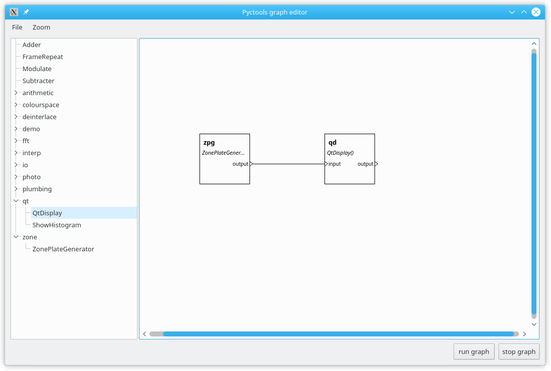 Pyctools graph editor
File Zoom
Adder
FrameRepeat
Modulate
Subtracter
arithmetic
colourspace
deinterlace
demo
fft
interp
io
photo
plumbing
qt
QtDisplay
ShowHistogram
zone
ZonePlateGenerator
zpg
ZonePlateGener...
output
qd
QtDisplay()
input output
run graph stop graph